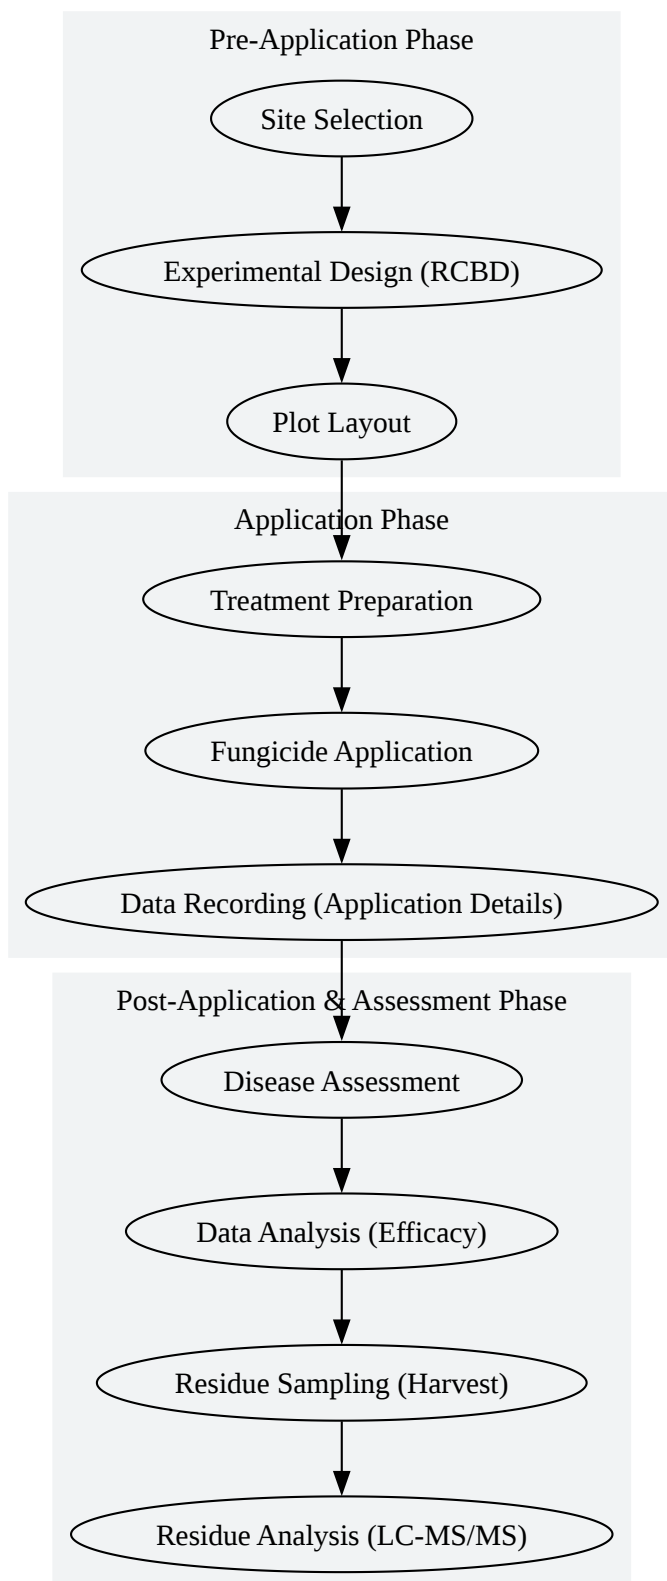 Pre-Application Phase
Site Selection
Experimental Design (RCBD)
Plot Layout
Application Phase
Treatment Preparation
Fungicide Application
Data Recording (Application Details)
Post-Application & Assessment Phase
Disease Assessment
Data Analysis (Efficacy)
Residue Sampling (Harvest)
Residue Analysis (LC-MS/MS)